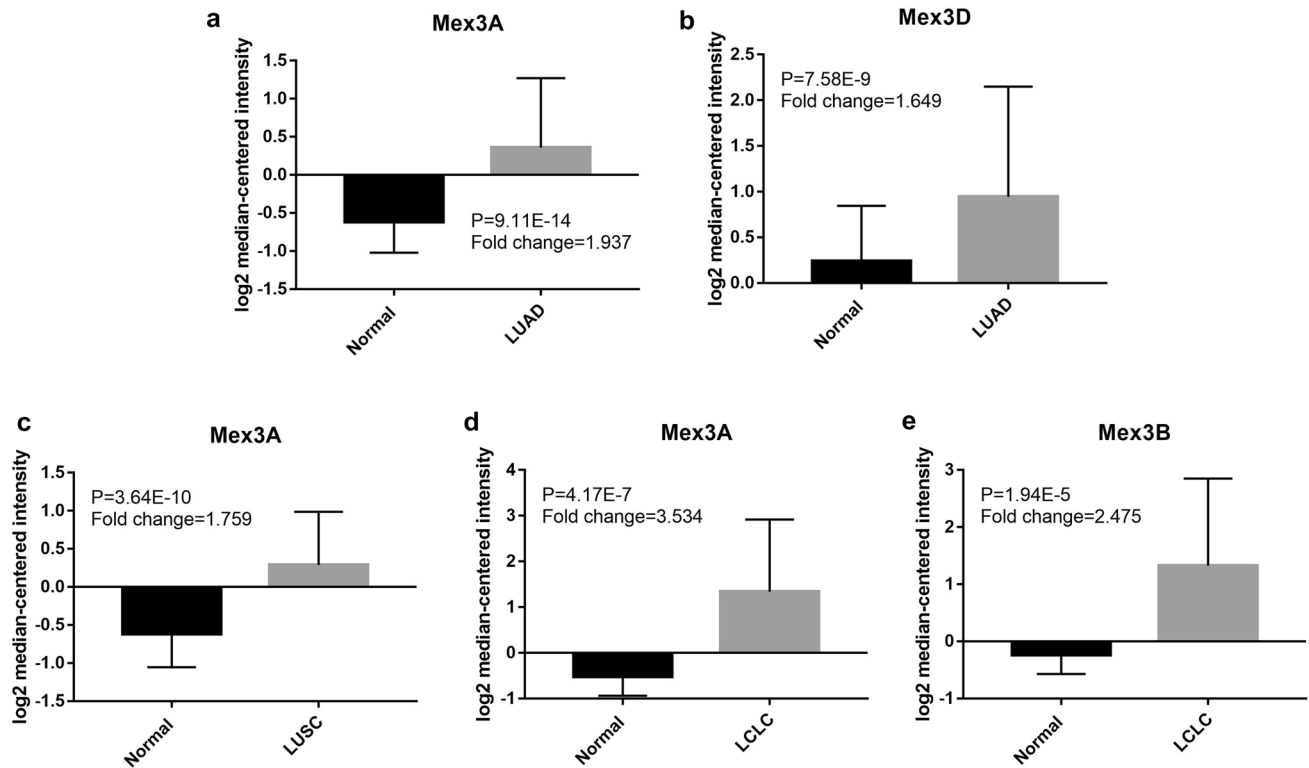 a
Mex3A
log2 median-centered intensity
1.5
1.0
0.5
0.0
-0.5
-1.0
-1.5
P=9.11E-14
Fold change=1.937
Normal
LUAD
b
Mex3D
log2 median-centered intensity
2.5
2.0
1.5
1.0
0.5
0.0
P=7.58E-9
Fold change=1.649
Normal
LUAD
c
Mex3A
log2 median-centered intensity
1.5
1.0
0.5
0.0
-0.5
-1.0
-1.5
P=3.64E-10
Fold change=1.759
Normal
LUSC
d
Mex3A
log2 median-centered intensity
4
3
2
1
0
-1
P=4.17E-7
Fold change=3.534
Normal
LCLC
e
Mex3B
log2 median-centered intensity
3
2
1
0
-1
P=1.94E-5
Fold change=2.475
Normal
LCLC